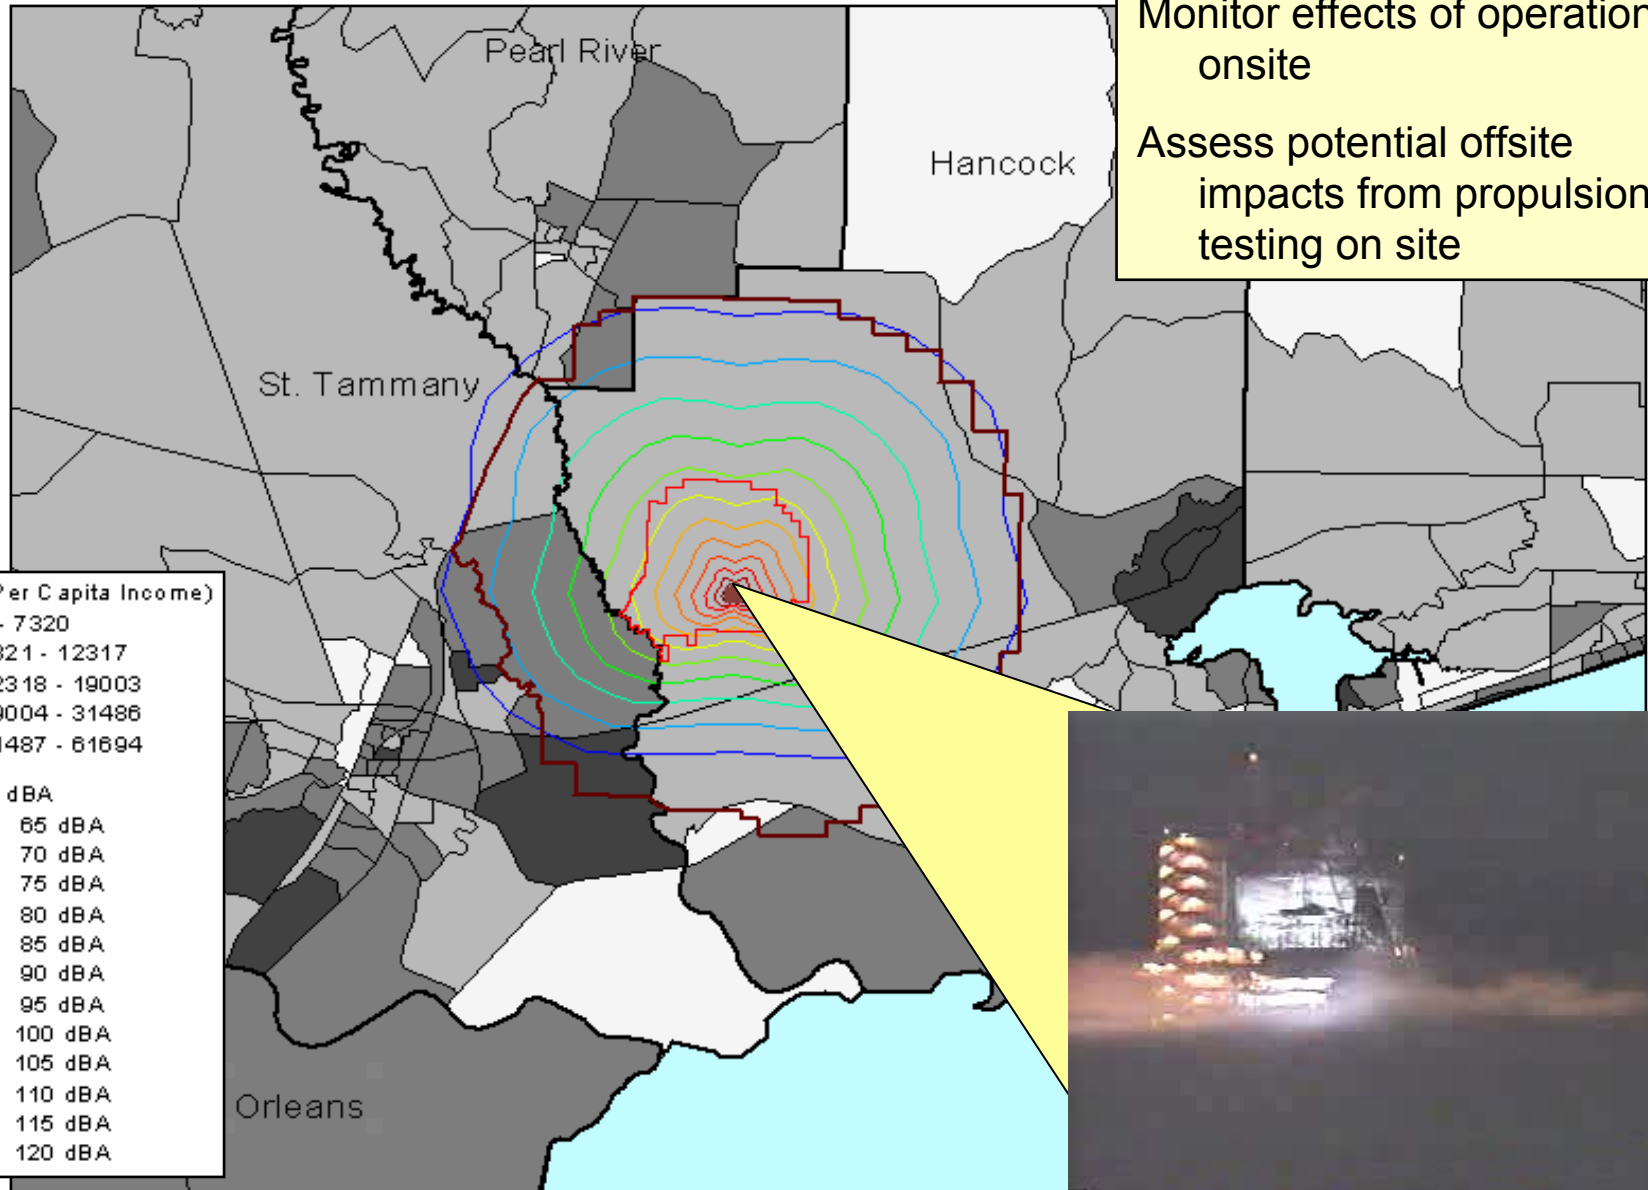 Monitor effects of operation
onsite
Assess potential offsite
impacts from propulsion
testing on site
Pearl River
Hancock
St. Tammany
Orleans
Per Capita Income)
- 7320
321 - 12317
2318 - 19003
9004 - 31486
1487 - 61694
dBA
65 dBA
70 dBA
75 dBA
80 dBA
85 dBA
90 dBA
95 dBA
100 dBA
105 dBA
110 dBA
115 dBA
120 dBA